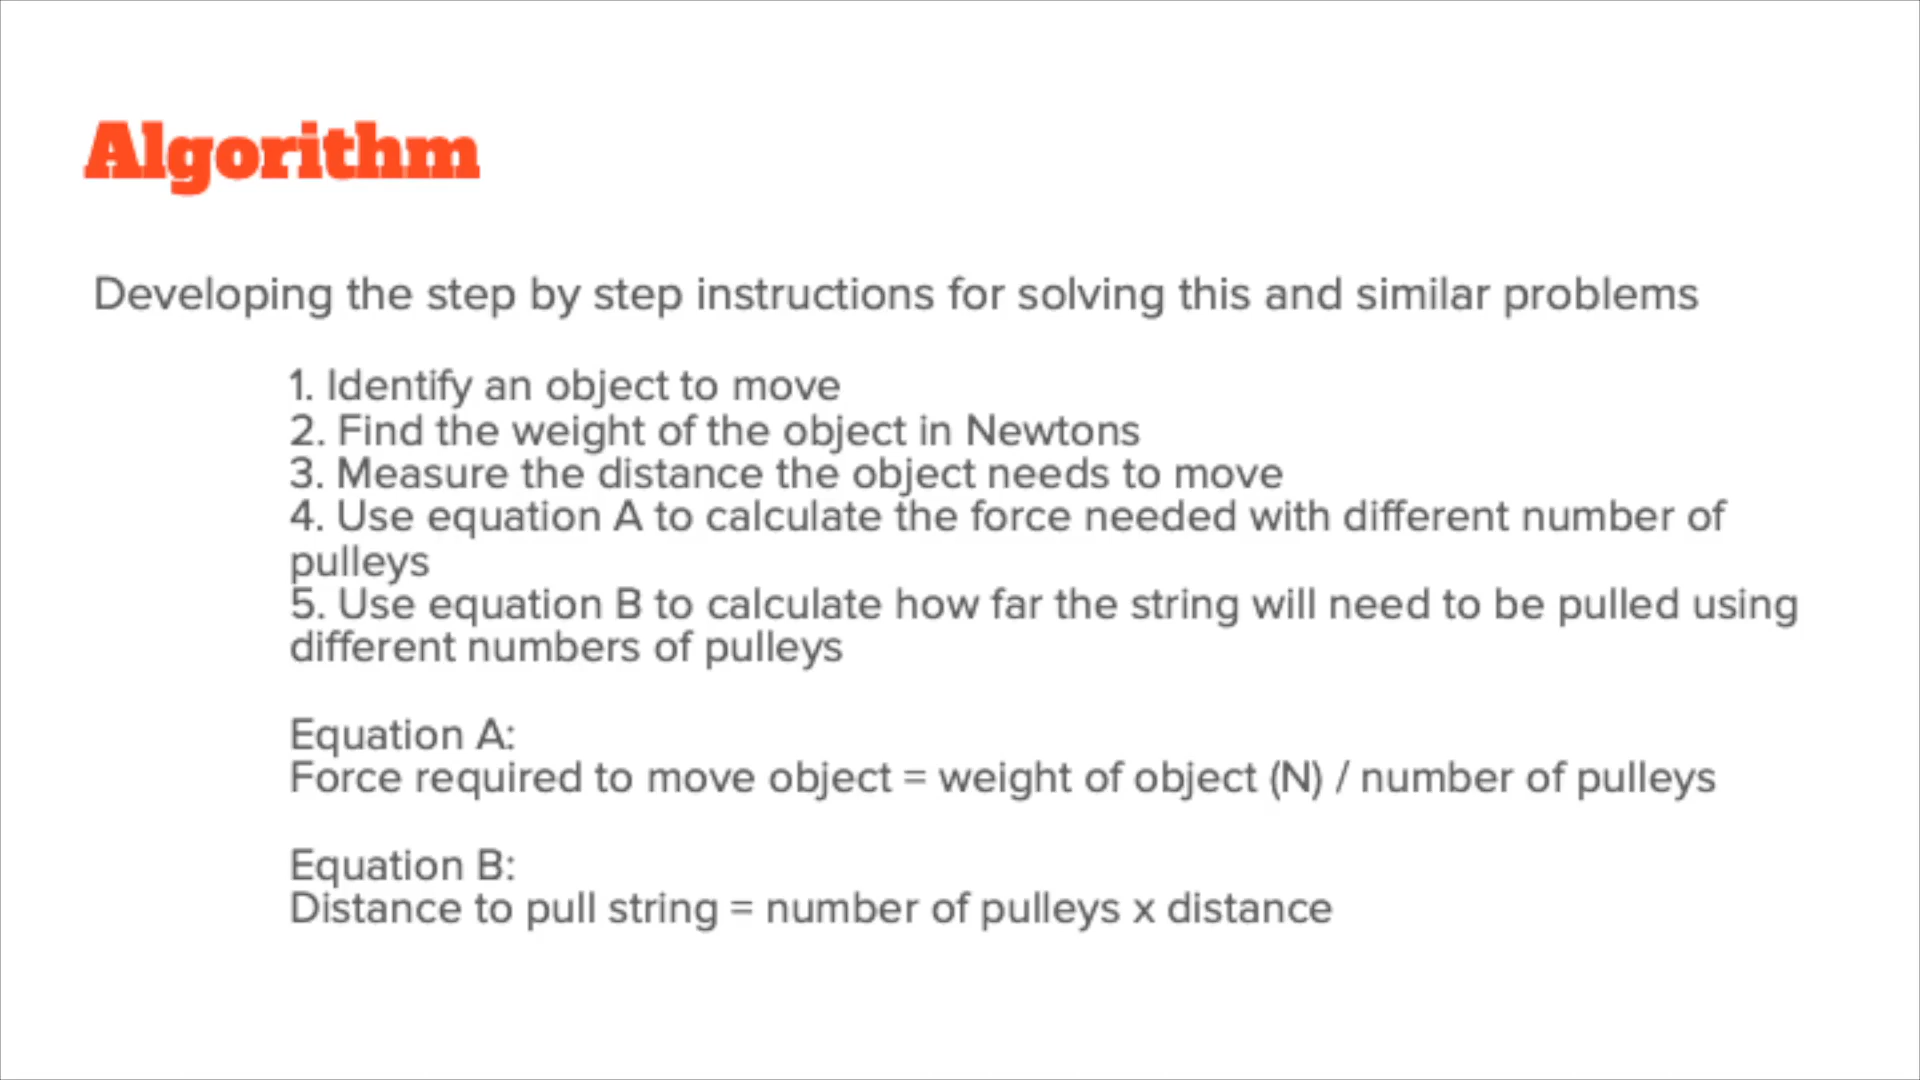 Algorithm
Developing the step by step instructions for solving this and similar problems
1. Identify an object to move
2. Find the weight of the object in Newtons
3. Measure the distance the object needs to move
4. Use equation A to calculate the force needed with different number of
pulleys
5. Use equation B to calculate how far the string will need to be pulled using
different numbers of pulleys
Equation A:
Force required to move object = weight of object (N) / number of pulleys
Equation B:
Distance to pull string = number of pulleys x distance